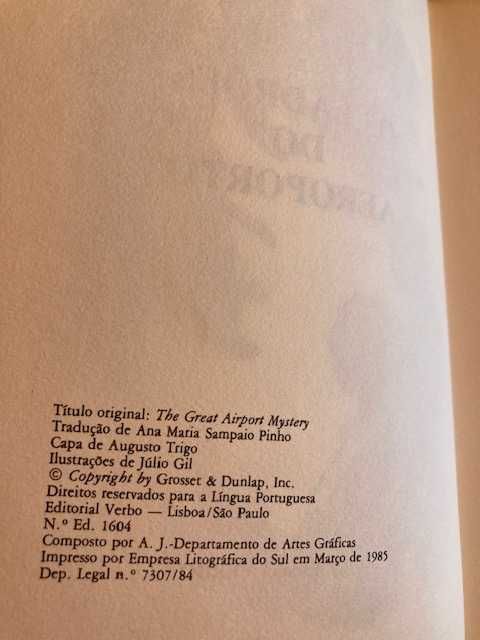 DO
AEROPORTO
Título original: The Great Airport Mystery
Tradução de Ana Maria Sampaio Pinho
Capa de Augusto Trigo
Ilustrações de Júlio Gil
© Copyright by Grosset & Dunlap, Inc.
Direitos reservados para a Língua Portuguesa
Editorial Verbo — Lisboa/São Paulo
N.º Ed. 1604
Composto por A. J.-Departamento de Artes Gráficas
Impresso por Empresa Litográfica do Sul em Março de 1985
Dep. Legal n.º 7307/84